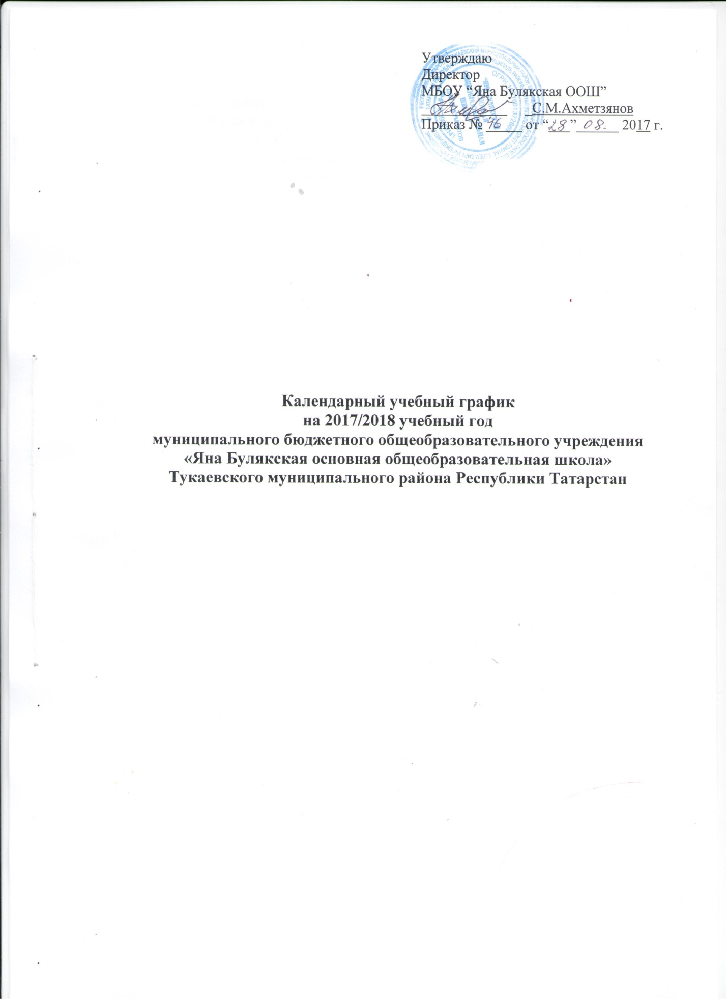 Утверждаю
Директор
МБОУ “Яна Булякская ООШ”
С.М.Ахметзянов
Приказ № 46 от “28” 08. 2017 г.
Календарный учебный график
на 2017/2018 учебный год
муниципального бюджетного общеобразовательного учреждения
«Яна Булякская основная общеобразовательная школа»
Тукаевского муниципального района Республики Татарстан